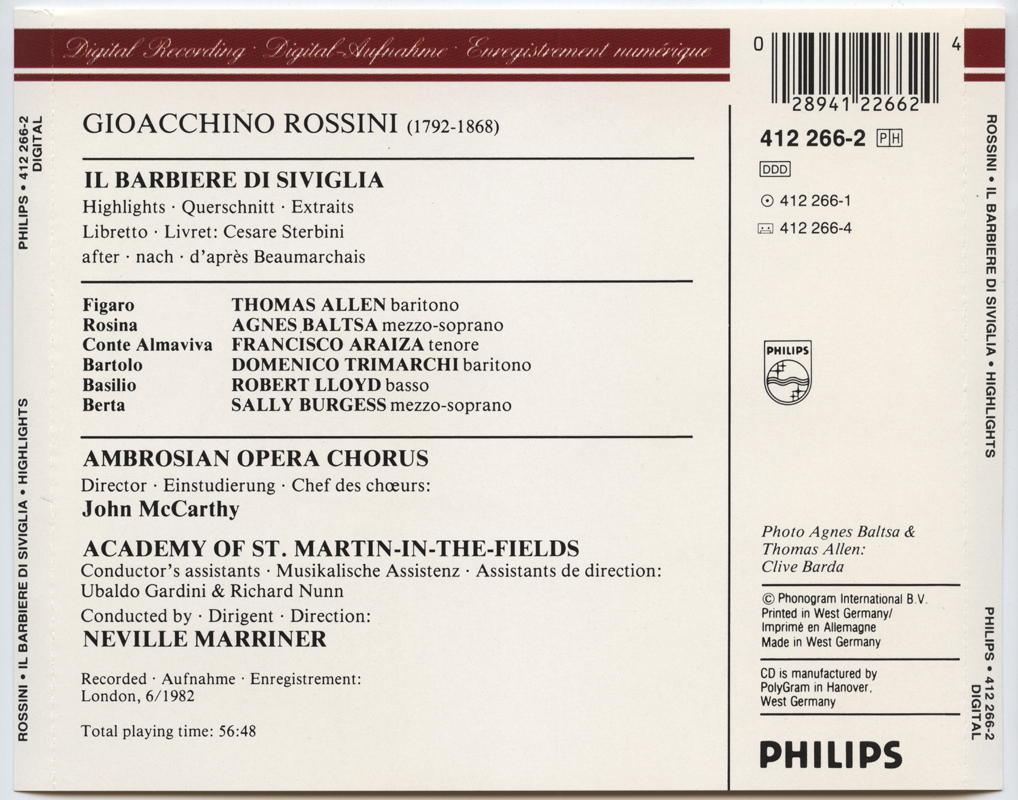 Digital Recording · Digital-Aufnahme · Enregistrement numérique
GIOACCHINO ROSSINI (1792-1868)
IL BARBIERE DI SIVIGLIA
Highlights · Querschnitt · Extraits
Libretto · Livret: Cesare Sterbini
after · nach · d'après Beaumarchais
Figaro THOMAS ALLEN baritono
Rosina AGNES BALTSA mezzo-soprano
Conte Almaviva FRANCISCO ARAIZA tenore
Bartolo DOMENICO TRIMARCHI baritono
Basilio ROBERT LLOYD basso
Berta SALLY BURGESS mezzo-soprano
AMBROSIAN OPERA CHORUS
Director · Einstudierung · Chef des chœurs:
John McCarthy
ACADEMY OF ST. MARTIN-IN-THE-FIELDS
Conductor's assistants · Musikalische Assistenz · Assistants de direction:
Ubaldo Gardini & Richard Nunn
Conducted by · Dirigent · Direction:
NEVILLE MARRINER
Recorded · Aufnahme · Enregistrement:
London, 6/1982
Total playing time: 56:48
0 28941 22662 4
412 266-2 PH
DDD
412 266-1
412 266-4
PHILIPS
Photo Agnes Baltsa &
Thomas Allen:
Clive Barda
© Phonogram International B.V.
Printed in West Germany/
Imprimé en Allemagne
Made in West Germany
CD is manufactured by
PolyGram in Hanover,
West Germany
PHILIPS
ROSSINI • IL BARBIERE DI SIVIGLIA • HIGHLIGHTS
PHILIPS • 412 266-2
DIGITAL
ROSSINI • IL BARBIERE DI SIVIGLIA • HIGHLIGHTS
PHILIPS • 412 266-2
DIGITAL